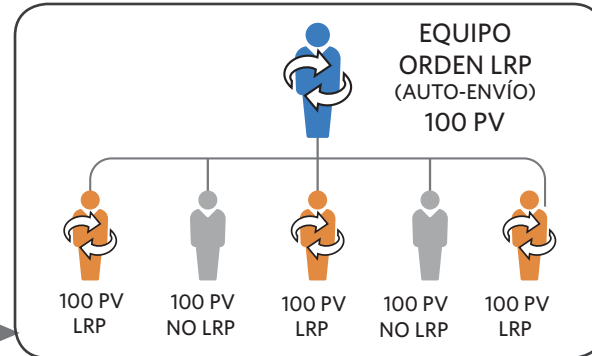 EQUIPO
ORDEN LRP
(AUTO-ENVÍO)
100 PV
100 PV
LRP
100 PV
NO LRP
100 PV
LRP
100 PV
NO LRP
100 PV
LRP